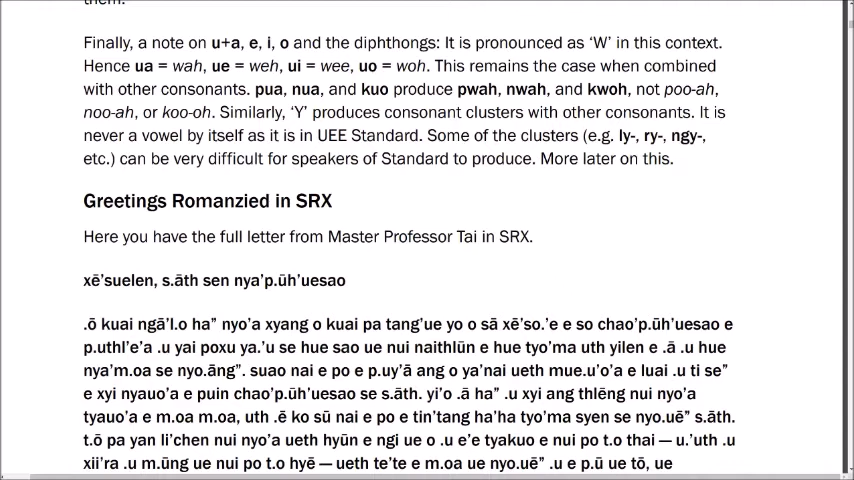 them.
Finally, a note on u+a, e, i, o and the diphthongs: It is pronounced as ‘W’ in this context.
Hence ua = wah, ue = weh, ui = wee, uo = woh. This remains the case when combined
with other consonants. pua, nua, and kuo produce pwah, nwah, and kwoh, not poo-ah,
noo-ah, or koo-oh. Similarly, ‘Y’ produces consonant clusters with other consonants. It is
never a vowel by itself as it is in UEE Standard. Some of the clusters (e.g. ly-, ry-, ngy-,
etc.) can be very difficult for speakers of Standard to produce. More later on this.
Greetings Romanzied in SRX
Here you have the full letter from Master Professor Tai in SRX.
xē’suelen, s.āth sen nya’p.ūh’uesao
.ō kuai ngā’l.o ha” nyo’a xyang o kuai pa tang’ue yo o sā xē’so.’e e so chao’p.ūh’uesao e
p.uthl’e’a .u yai poxu ya.’u se hue sao ue nui naithlūn e hue tyo’ma uth yilen e .ā .u hue
nya’m.oa se nyo.āng”. suao nai e po e p.uy’ā ang o ya’nai ueth mue.u’o’a e luai .u ti se”
e xyi nyauo’a e puin chao’p.ūh’uesao se s.āth. yi’o .ā ha” .u xyi ang thlēng nui nyo’a
tyauo’a e m.oa m.oa, uth .ē ko sū nai e po e tin’tang ha’ha tyo’ma syen se nyo.uē” s.āth.
t.ō pa yan li’chen nui nyo’a ueth hyūn e ngi ue o .u e’e tyakuo e nui po t.o thai — u.’uth .u
xii’ra .u m.ūng ue nui po t.o hyē — ueth te’te e m.oa ue nyo.uē” .u e p.ū ue tō, ue